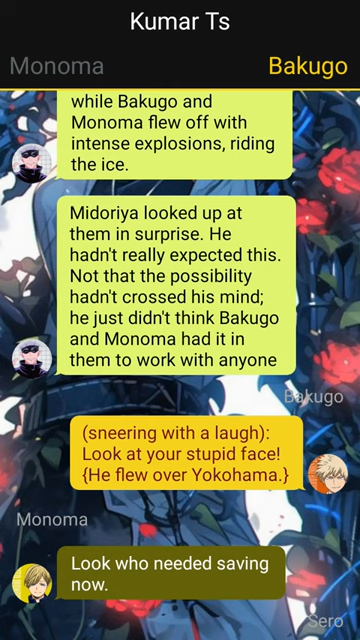 Kumar Ts
Monoma
Bakugo
while Bakugo and
Monoma flew off with
intense explosions, riding
the ice.
Midoriya looked up at
them in surprise. He
hadn't really expected this.
Not that the possibility
hadn't crossed his mind;
he just didn't think Bakugo
and Monoma had it in
them to work with anyone
Bakugo
(sneering with a laugh):
Look at your stupid face!
{He flew over Yokohama.}
Monoma
Look who needed saving
now.
Sero